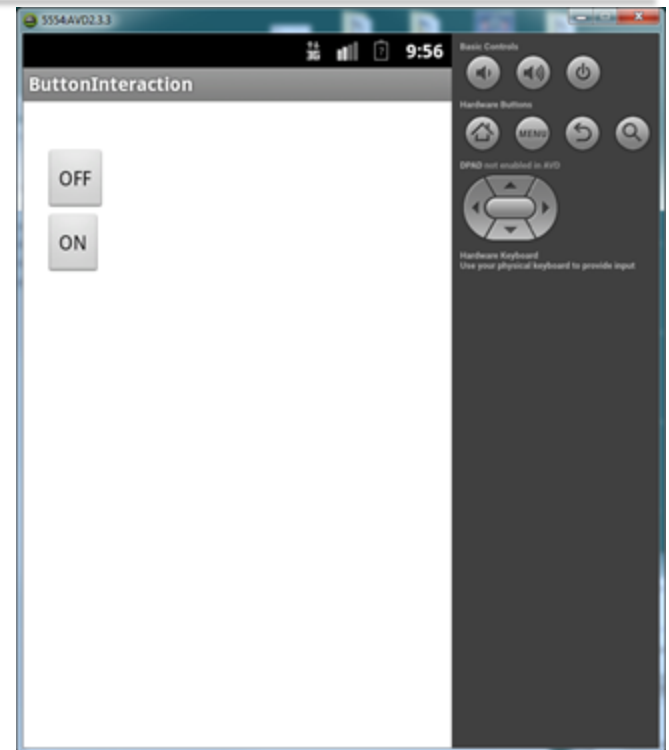 5554:AVD2.3.3
3G 9:56
ButtonInteraction
OFF
ON
Basic Controls
Hardware Buttons
MENU
DPAD not enabled in AVD
Hardware Keyboard
Use your physical keyboard to provide input